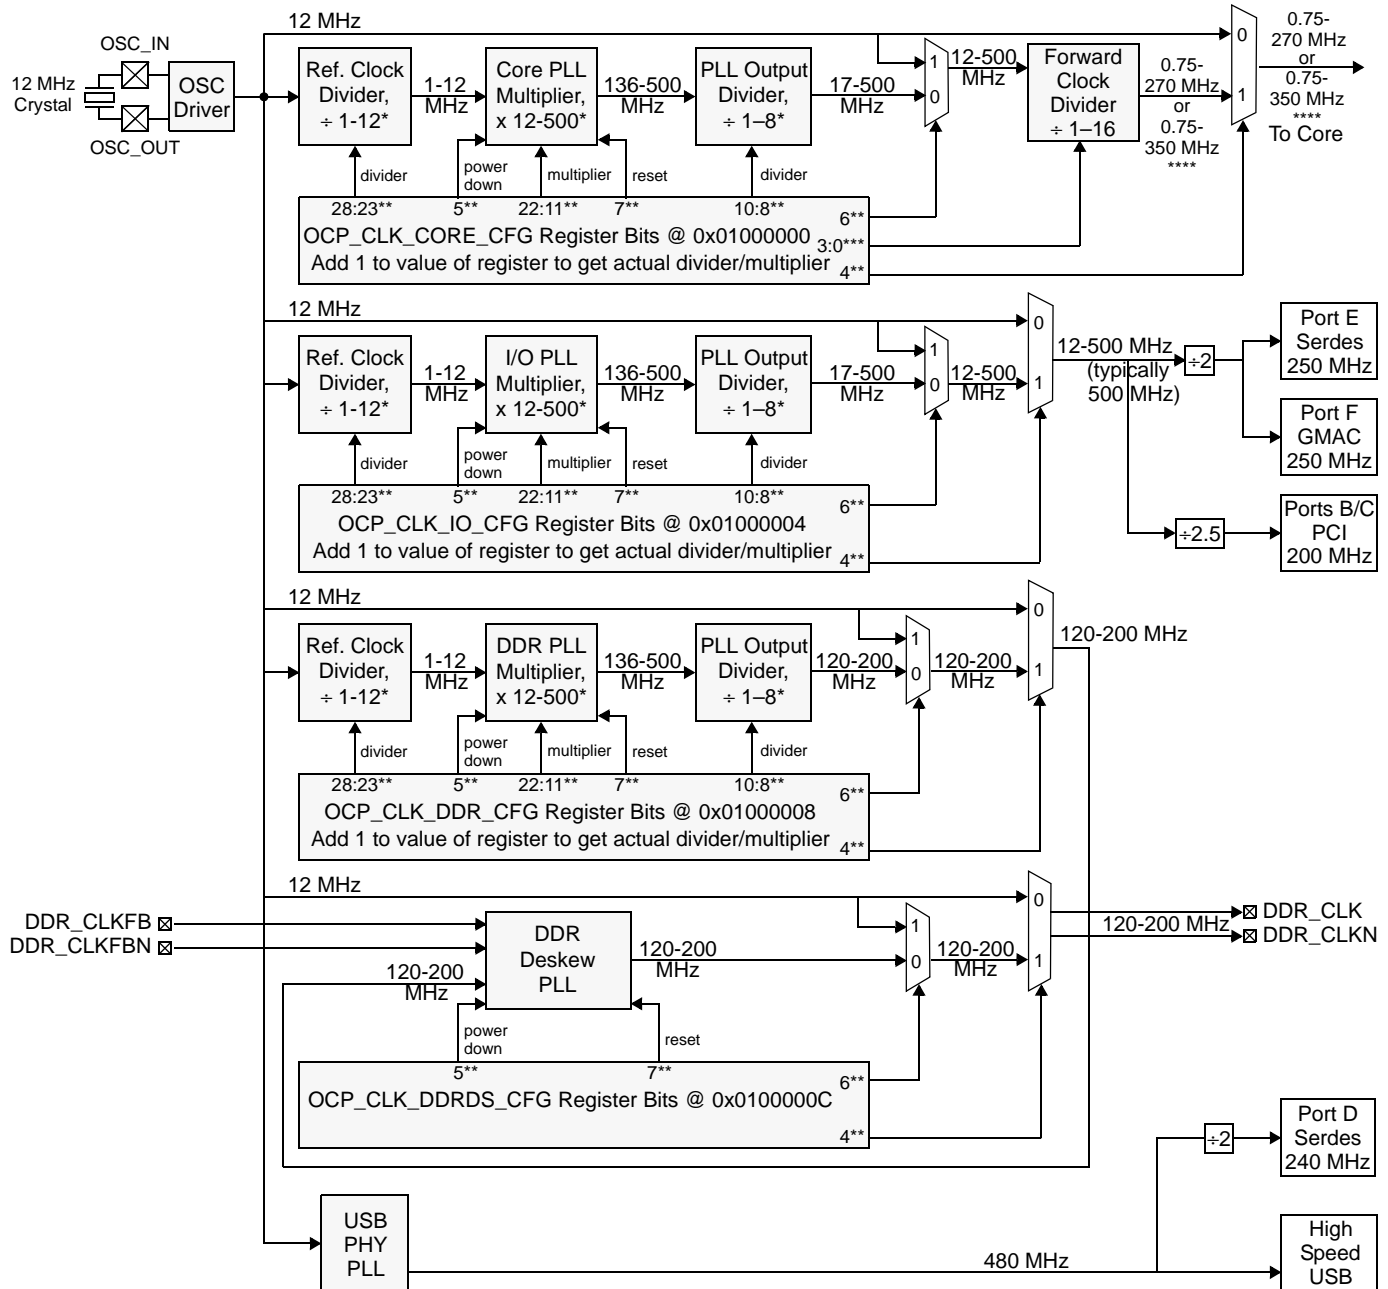 12 MHz
OSC_IN
12 MHz
Crystal
OSC
Driver
OSC_OUT
Ref. Clock
Divider,
÷ 1-12*
1-12
MHz
Core PLL
Multiplier,
x 12-500*
136-500
MHz
PLL Output
Divider,
÷ 1–8*
17-500
MHz
1
0
12-500
MHz
Forward
Clock
Divider
÷ 1–16
0.75-
270 MHz
or
0.75-
350 MHz
****
0
1
0.75-
270 MHz
or
0.75-
350 MHz
****
To Core
divider
power
down
multiplier
reset
divider
28:23**
5**
22:11**
7**
10:8**
6**
OCP_CLK_CORE_CFG Register Bits @ 0x01000000
3:0***
Add 1 to value of register to get actual divider/multiplier
4**
12 MHz
Ref. Clock
Divider,
÷ 1-12*
1-12
MHz
I/O PLL
Multiplier,
x 12-500*
136-500
MHz
PLL Output
Divider,
÷ 1–8*
17-500
MHz
1
0
12-500
MHz
0
1
12-500 MHz
(typically
500 MHz)
÷2
Port E
Serdes
250 MHz
Port F
GMAC
250 MHz
÷2.5
Ports B/C
PCI
200 MHz
divider
power
down
multiplier
reset
divider
28:23**
5**
22:11**
7**
10:8**
6**
OCP_CLK_IO_CFG Register Bits @ 0x01000004
Add 1 to value of register to get actual divider/multiplier
4**
12 MHz
Ref. Clock
Divider,
÷ 1-12*
1-12
MHz
DDR PLL
Multiplier,
x 12-500*
136-500
MHz
PLL Output
Divider,
÷ 1–8*
120-200
MHz
1
0
120-200
MHz
0
1
120-200 MHz
divider
power
down
multiplier
reset
divider
28:23**
5**
22:11**
7**
10:8**
6**
OCP_CLK_DDR_CFG Register Bits @ 0x01000008
Add 1 to value of register to get actual divider/multiplier
4**
12 MHz
DDR_CLKFB
DDR_CLKFBN
120-200
MHz
DDR
Deskew
PLL
120-200
MHz
1
0
120-200
MHz
0
1
120-200 MHz
DDR_CLK
DDR_CLKN
power
down
reset
5**
7**
6**
OCP_CLK_DDRDS_CFG Register Bits @ 0x0100000C
4**
÷2
Port D
Serdes
240 MHz
USB
PHY
PLL
480 MHz
High
Speed
USB